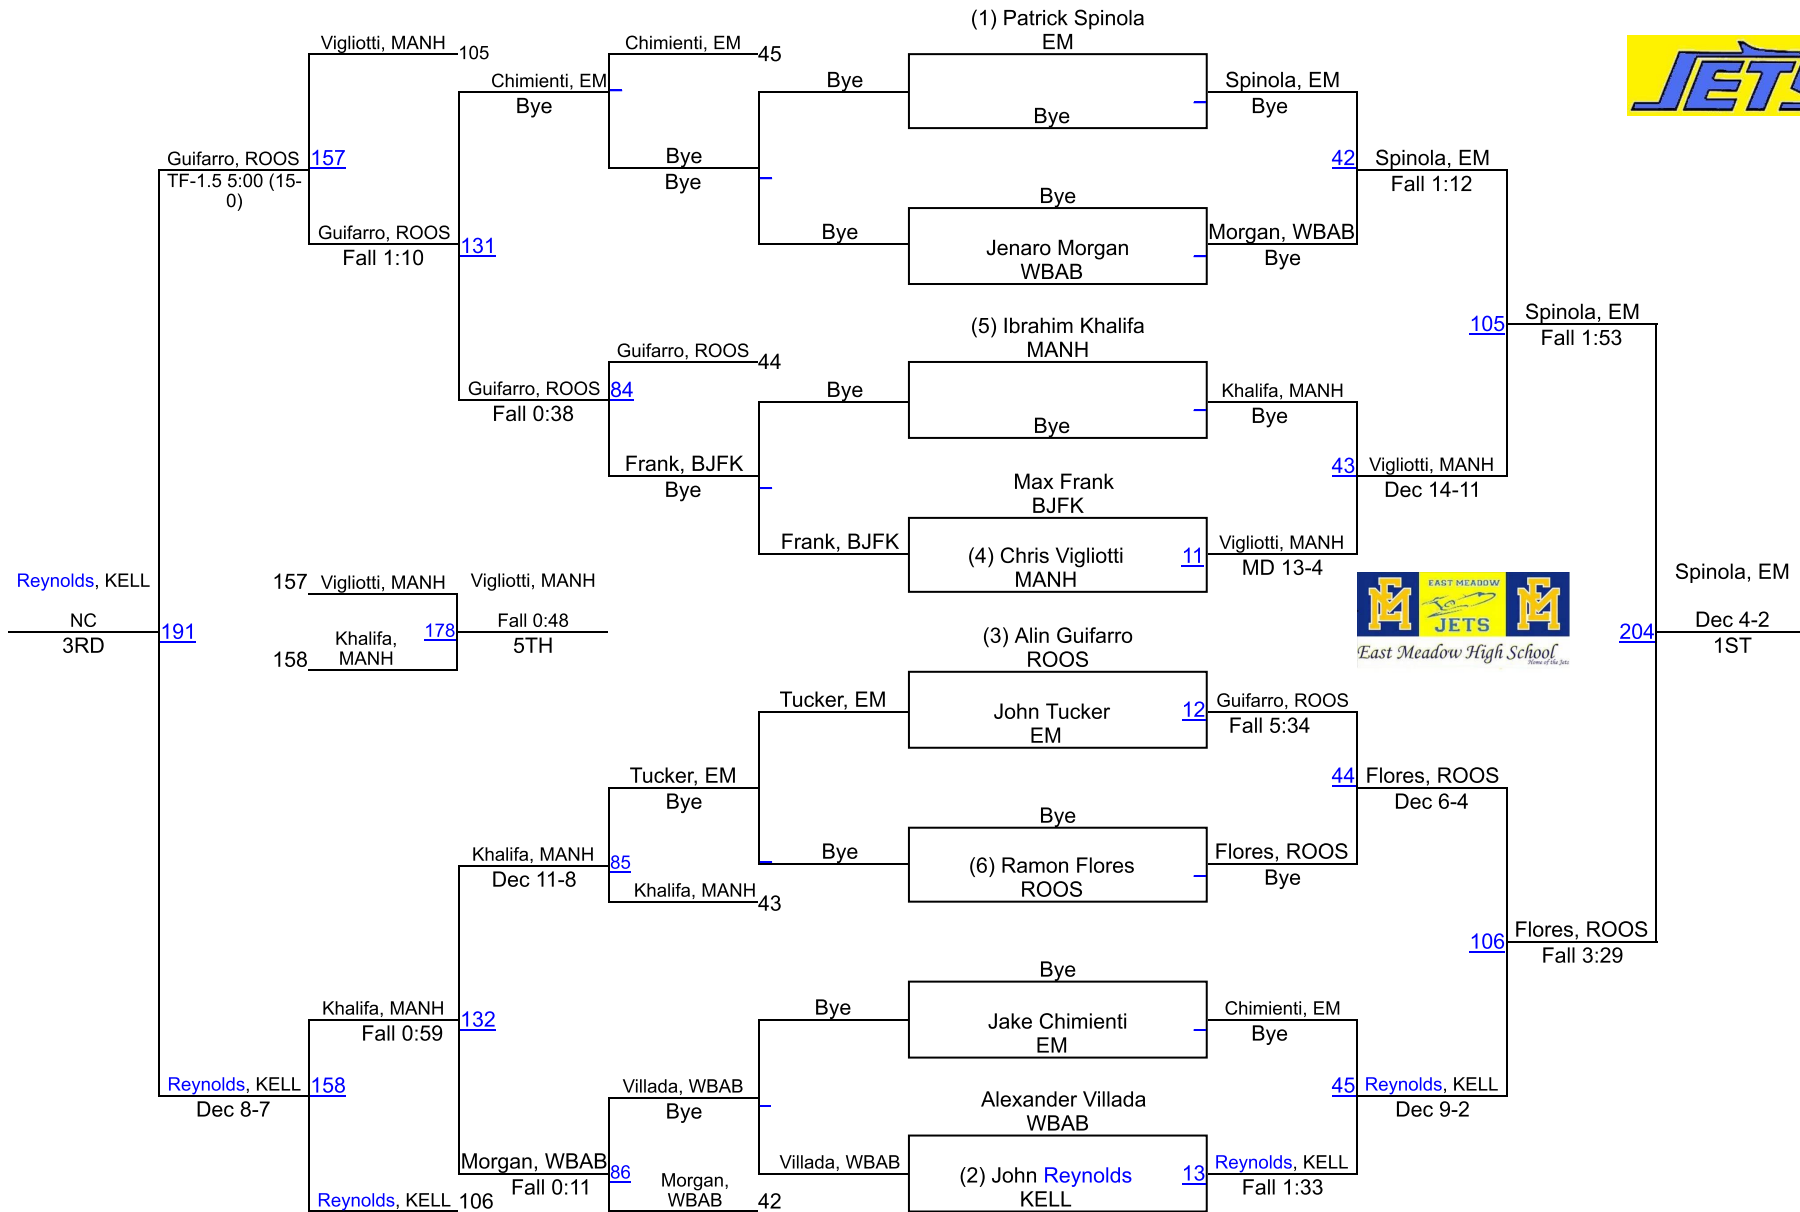 (1) Patrick Spinola
EM
Vigliotti, MANH
105
Chimienti, EM
45
JETS
Chimienti, EM
Bye
Bye
Bye
Spinola, EM
Bye
Guifarro, ROOS
157
TF-1.5 5:00 (15-
0)
Bye
Bye
42
Spinola, EM
Fall 1:12
Bye
Guifarro, ROOS
131
Fall 1:10
Bye
Jenaro Morgan
WBAB
Morgan, WBAB
Bye
(5) Ibrahim Khalifa
MANH
105
Spinola, EM
Fall 1:53
Guifarro, ROOS
44
Guifarro, ROOS
84
Fall 0:38
Bye
Bye
Khalifa, MANH
Bye
Frank, BJFK
Bye
43
Vigliotti, MANH
Dec 14-11
Max Frank
BJFK
Frank, BJFK
(4) Chris Vigliotti
MANH
11
Vigliotti, MANH
MD 13-4
Reynolds, KELL
NC
3RD
191
157
Vigliotti, MANH
Khalifa,
MANH
158
178
Vigliotti, MANH
Fall 0:48
5TH
EAST MEADOW
JETS
East Meadow High School
Home of the Jets
Spinola, EM
204
Dec 4-2
1ST
(3) Alin Guifarro
ROOS
Tucker, EM
John Tucker
EM
12
Guifarro, ROOS
Fall 5:34
Tucker, EM
Bye
44
Flores, ROOS
Dec 6-4
Bye
Khalifa, MANH
85
Dec 11-8
Bye
(6) Ramon Flores
ROOS
Flores, ROOS
Bye
Khalifa, MANH
43
106
Flores, ROOS
Fall 3:29
Bye
Khalifa, MANH
132
Fall 0:59
Bye
Jake Chimienti
EM
Chimienti, EM
Bye
Reynolds, KELL
158
Dec 8-7
Villada, WBAB
Bye
45
Reynolds, KELL
Dec 9-2
Alexander Villada
WBAB
Morgan, WBAB
86
Fall 0:11
Villada, WBAB
(2) John Reynolds
KELL
13
Reynolds, KELL
Fall 1:33
Morgan,
WBAB
42
Reynolds, KELL
106